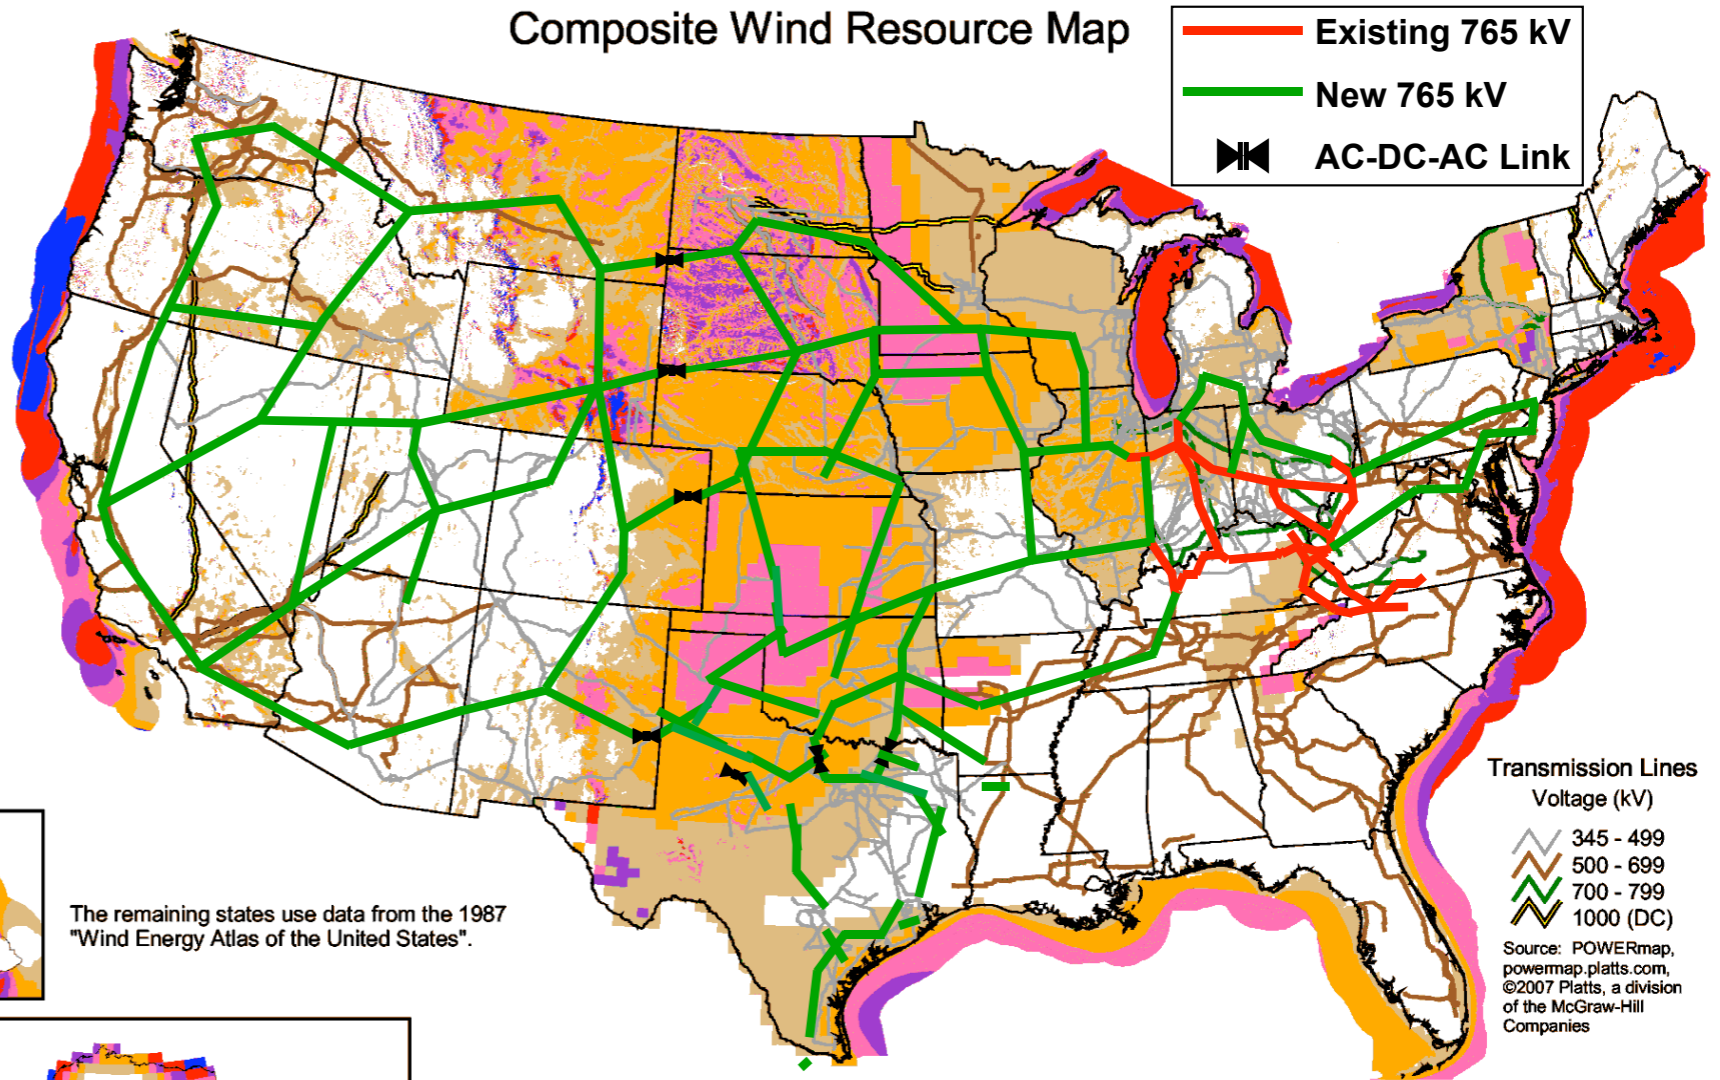 Composite Wind Resource Map
Existing 765 kV
New 765 kV
AC-DC-AC Link
Transmission Lines
Voltage (kV)
345 - 499
500 - 699
700 - 799
1000 (DC)
Source: POWERmap,
powermap.platts.com,
©2007 Platts, a division
of the McGraw-Hill
Companies
The remaining states use data from the 1987
"Wind Energy Atlas of the United States".